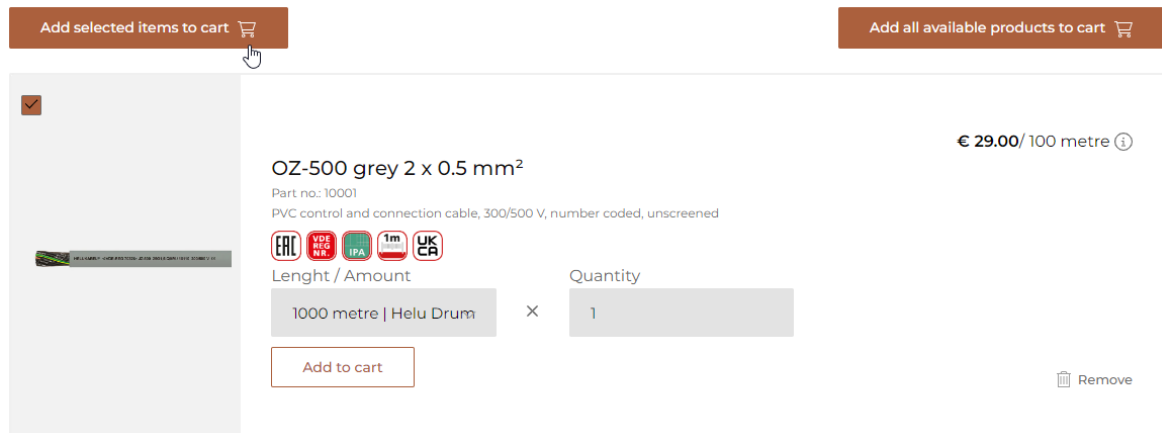 Add selected items to cart
Add all available products to cart
€ 29.00/ 100 metre
OZ-500 grey 2 x 0.5 mm²
Part no.: 10001
PVC control and connection cable, 300/500 V, number coded, unscreened
EAC VDE REG NR. IPA 1m UK CA
Lenght / Amount
Quantity
1000 metre | Helu Drum
×
1
Add to cart
Remove